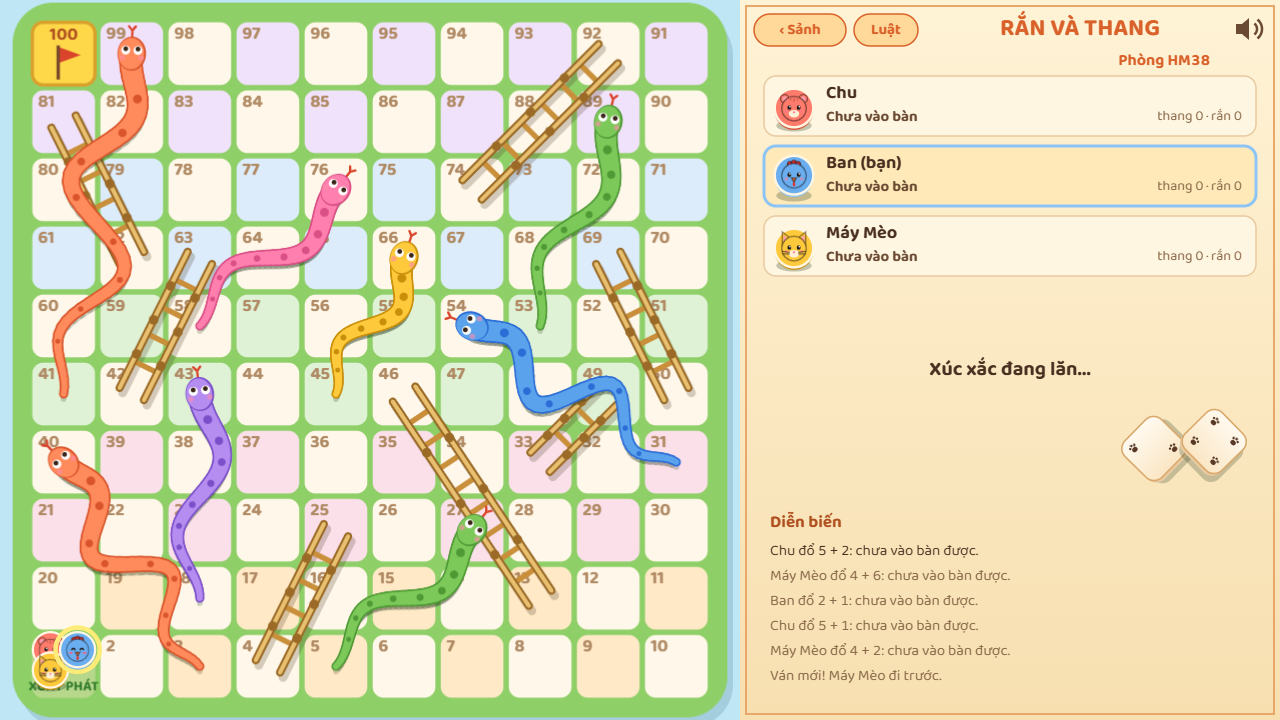 100 99 98 97 96 95 94 93 92 91
81 82 83 84 85 86 87 88 89 90
80 79 78 77 76 75 74 73 72 71
61 63 64 66 67 68 69 70
60 59 57 56 55 54 53 52 51
41 42 43 44 45 46 47 49
40 39 38 37 36 35 34 33 32 31
21 22 24 25 26 27 28 29 30
20 19 17 16 15 13 12 11
2 3 4 5 6 7 8 9 10
‹ Sảnh
Luật
RẮN VÀ THANG
Phòng HM38
Chu
Chưa vào bàn
thang 0 · rắn 0
Ban (bạn)
Chưa vào bàn
thang 0 · rắn 0
Máy Mèo
Chưa vào bàn
thang 0 · rắn 0
Xúc xắc đang lăn...
Diễn biến
Chu đổ 5 + 2: chưa vào bàn được.
Máy Mèo đổ 4 + 6: chưa vào bàn được.
Ban đổ 2 + 1: chưa vào bàn được.
Chu đổ 5 + 1: chưa vào bàn được.
Máy Mèo đổ 4 + 2: chưa vào bàn được.
Ván mới! Máy Mèo đi trước.